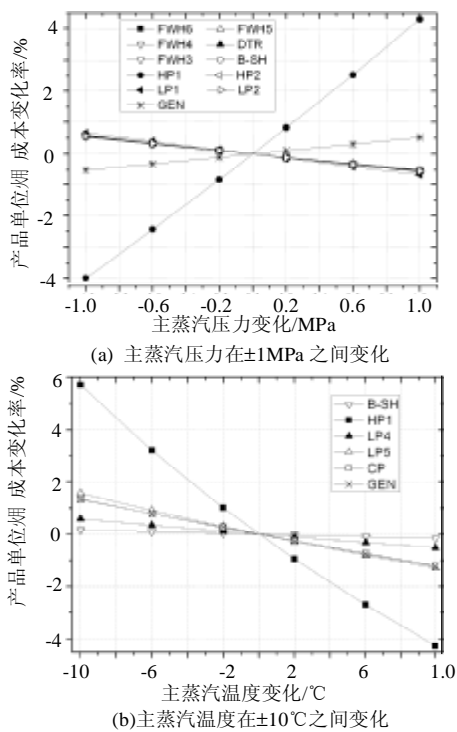 产品单位㶲 成本变化率/%
4
2
0
-2
-4
FWH6 FWH5
FWH4 DTR
FWH3 B-SH
HP1 HP2
LP1 LP2
GEN
-1.0 -0.6 -0.2 0.2 0.6 1.0
主蒸汽压力变化/MPa
(a) 主蒸汽压力在±1MPa 之间变化
产品单位㶲 成本变化率/%
6
4
2
0
-2
-4
B-SH
HP1
LP4
LP5
CP
GEN
-10 -6 -2 2 6 1.0
主蒸汽温度变化/℃
(b)主蒸汽温度在±10℃之间变化